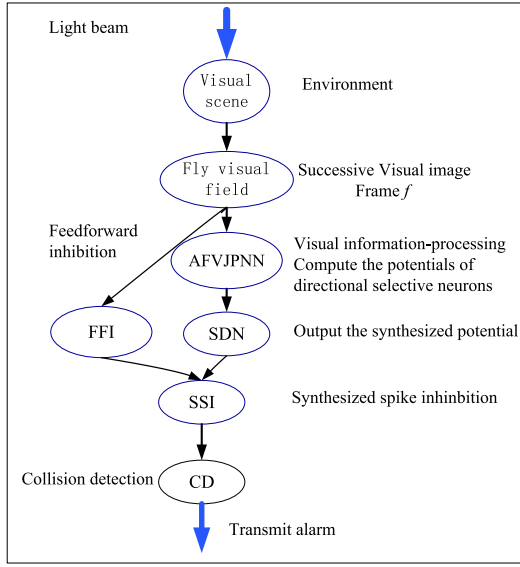 Light beam
Visual
scene
Environment
Fly visual
field
Successive Visual image
Frame f
Feedforward
inhibition
AFVJPNN
Visual information-processing
Compute the potentials of
directional selective neurons
FFI
SDN
Output the synthesized potential
SSI
Synthesized spike inhinbition
Collision detection
CD
Transmit alarm